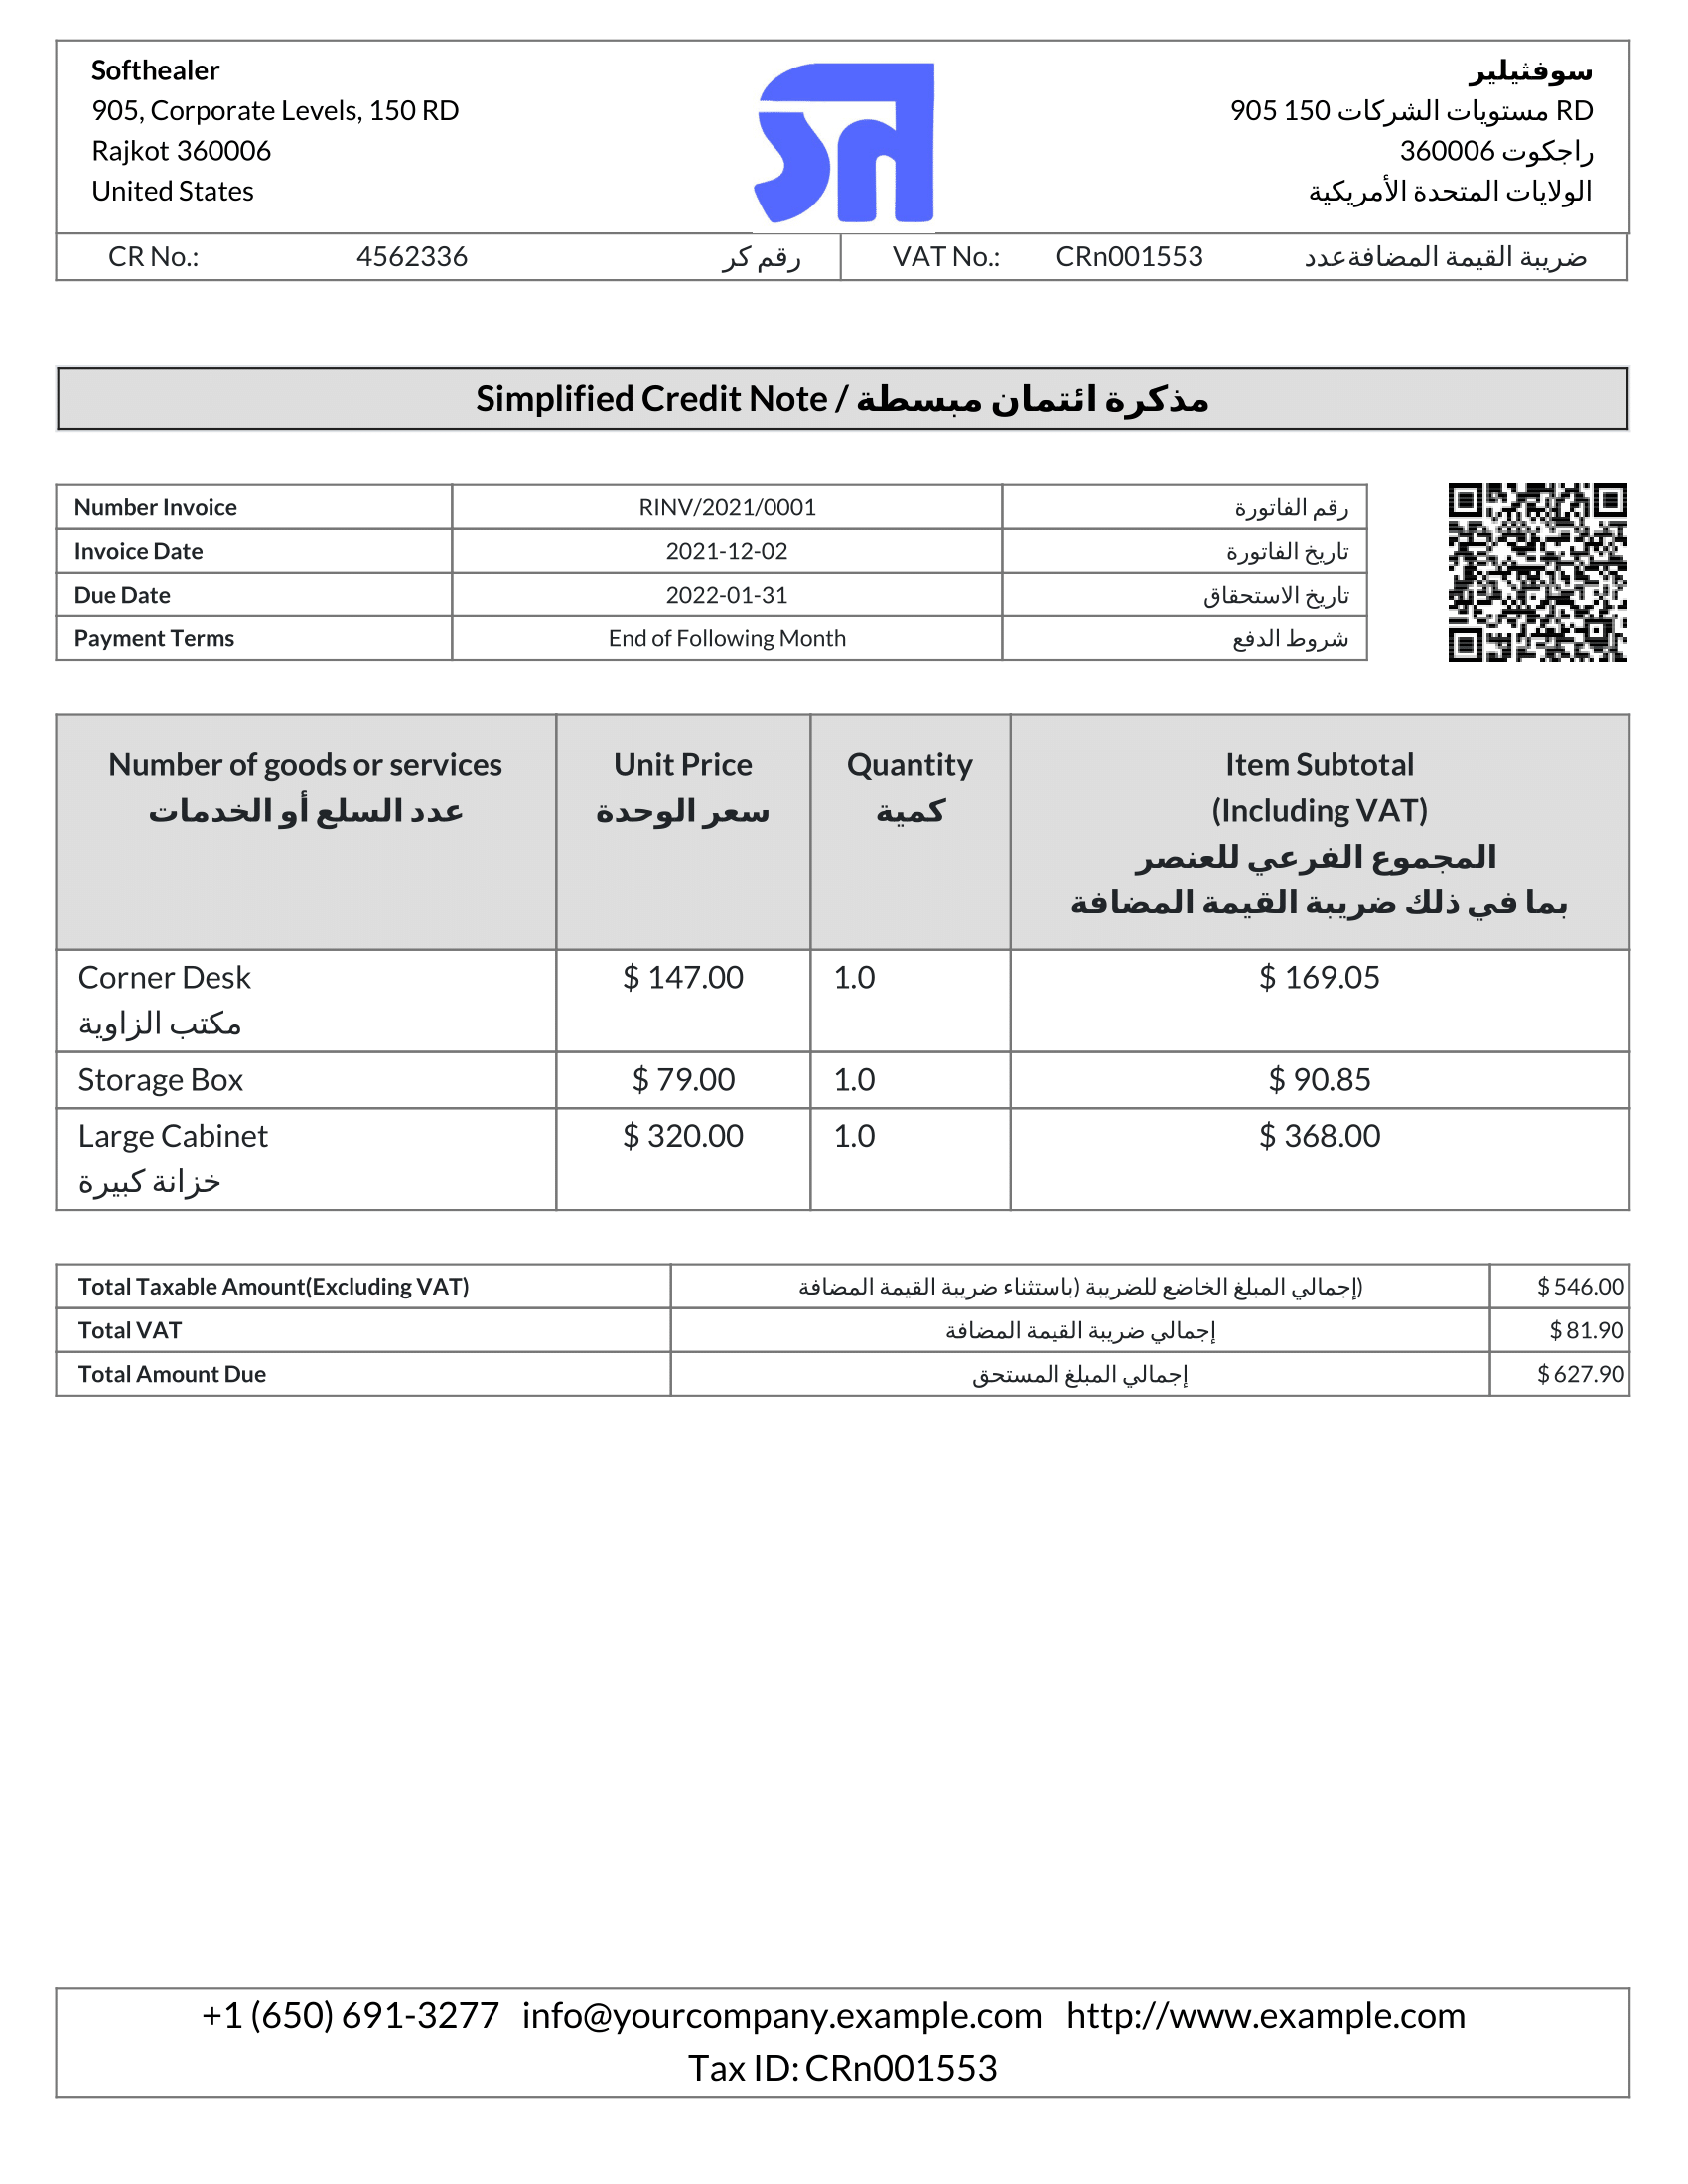 Softhealer
905, Corporate Levels, 150 RD
Rajkot 360006
United States
سوفثيلير
905 مستويات الشركات 150 RD
راجكوت 360006
الولايات المتحدة الأمريكية
CR No.: 4562336 رقم كر
VAT No.: CRn001553 ضريبة القيمة المضافةعدد
Simplified Credit Note / مذكرة ائتمان مبسطة
Number Invoice RINV/2021/0001 رقم الفاتورة
Invoice Date 2021-12-02 تاريخ الفاتورة
Due Date 2022-01-31 تاريخ الاستحقاق
Payment Terms End of Following Month شروط الدفع
Number of goods or services
عدد السلع أو الخدمات
Unit Price
سعر الوحدة
Quantity
كمية
Item Subtotal
(Including VAT)
المجموع الفرعي للعنصر
بما في ذلك ضريبة القيمة المضافة
Corner Desk $ 147.00 1.0 $ 169.05
مكتب الزاوية
Storage Box $ 79.00 1.0 $ 90.85
Large Cabinet $ 320.00 1.0 $ 368.00
خزانة كبيرة
Total Taxable Amount(Excluding VAT) (إجمالي المبلغ الخاضع للضريبة (باستثناء ضريبة القيمة المضافة $ 546.00
Total VAT إجمالي ضريبة القيمة المضافة $ 81.90
Total Amount Due إجمالي المبلغ المستحق $ 627.90
+1 (650) 691-3277 info@yourcompany.example.com http://www.example.com
Tax ID: CRn001553